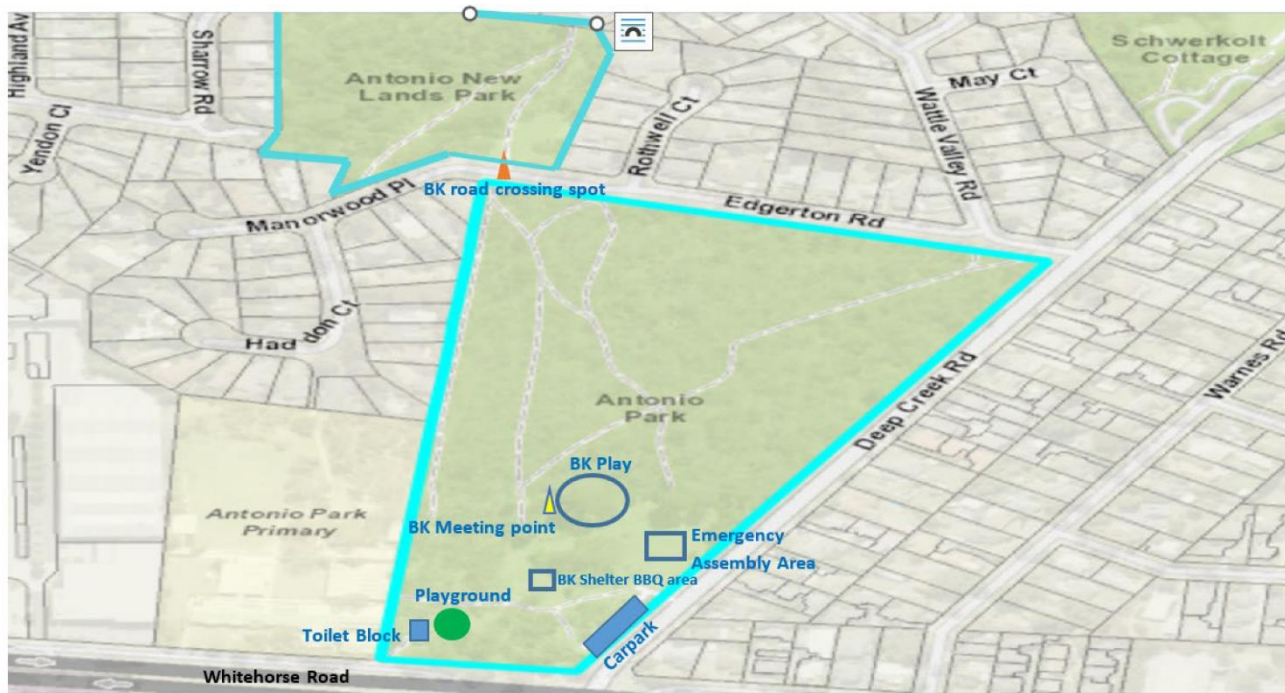 Highland Av
Sharrow Rd
Yendon Cl
Antonio New
Lands Park
Rothwell Ct
May Ct
Wattle Valley Rd
Schwerkolt
Cottage
BK road crossing spot
Manorwood Pl
Edgerton Rd
Haddon Ct
Antonio
Park
Deep Creek Rd
Warnes Rd
BK Play
Antonio Park
Primary
BK Meeting point
Emergency
Assembly Area
BK Shelter BBQ area
Playground
Toilet Block
Carpark
Whitehorse Road